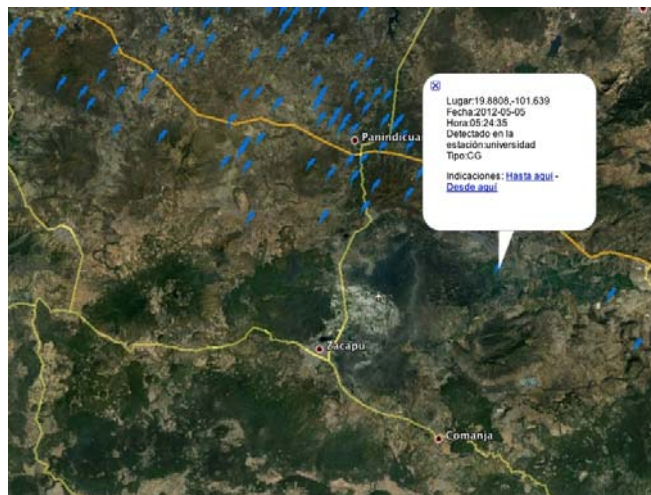 Lugar:19.8808,-101.639
Fecha:2012-05-05
Hora:05:24:35
Detectado en la
estación:universidad
Tipo:CG
Indicaciones: Hasta aquí -
Desde aquí
Panindicua
Zacapu
Comanja